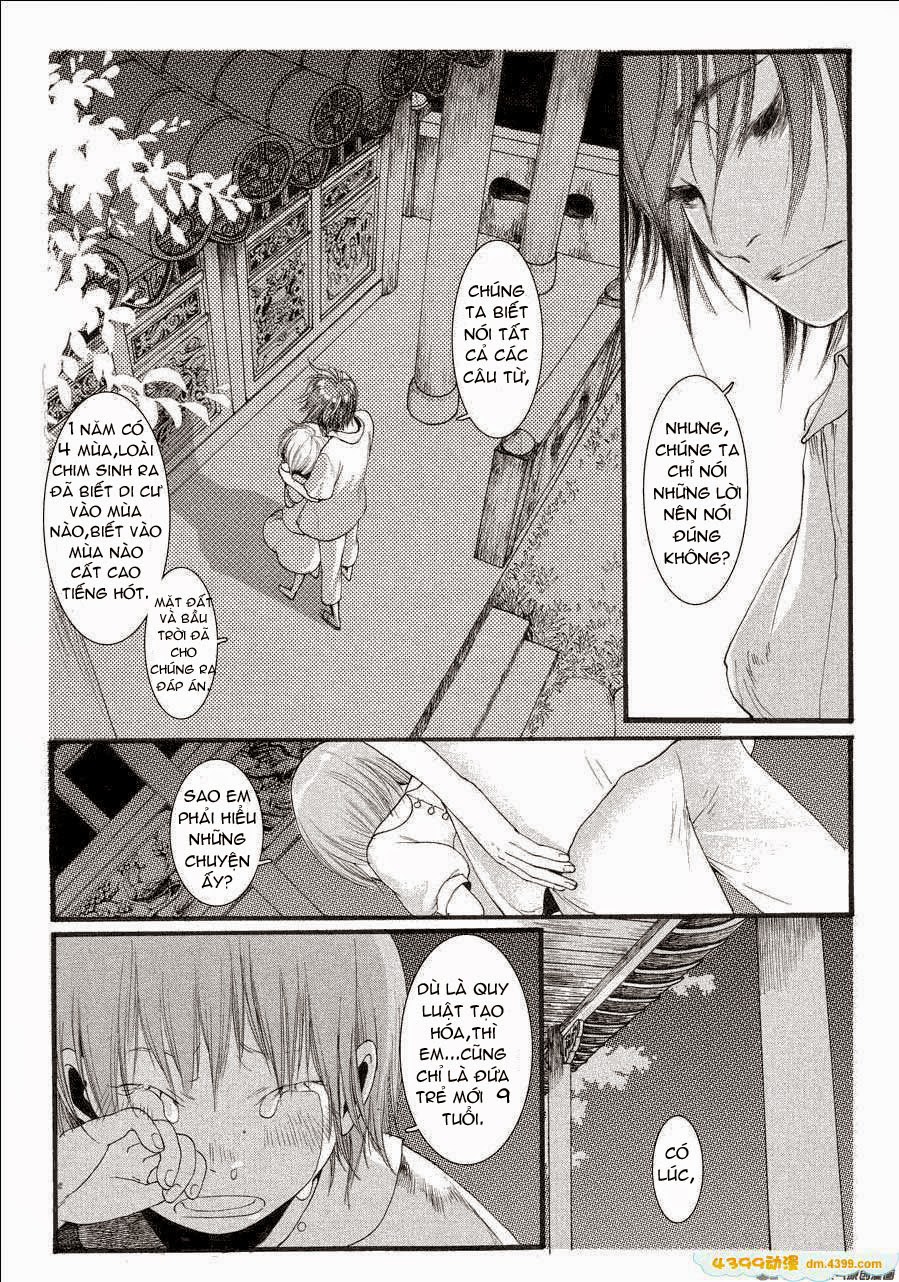 NHƯNG,
CHÚNG TA
CHỈ NÓI
NHỮNG LỜI
NÊN NÓI
ĐÚNG
KHÔNG?
CHÚNG
TA BIẾT
NÓI TẤT
CẢ CÁC
CÂU TỪ,
1 NĂM CÓ
4 MÙA,LOÀI
CHIM SINH RA
ĐÃ BIẾT DI CƯ
VÀO MÙA
NÀO,BIẾT VÀO
MÙA NÀO
CẤT CAO
TIẾNG HÓT.
MẶT ĐẤT
VÀ BẦU
TRỜI ĐÃ
CHO
CHÚNG RA
ĐÁP ÁN.
SAO EM
PHẢI HIỂU
NHỮNG
CHUYỆN
ẤY?
CÓ
LÚC,
DÙ LÀ QUY
LUẬT TẠO
HÓA,THÌ
EM...CŨNG
CHỈ LÀ ĐỨA
TRẺ MỚI 9
TUỔI.
4399动漫 dm.4399.com